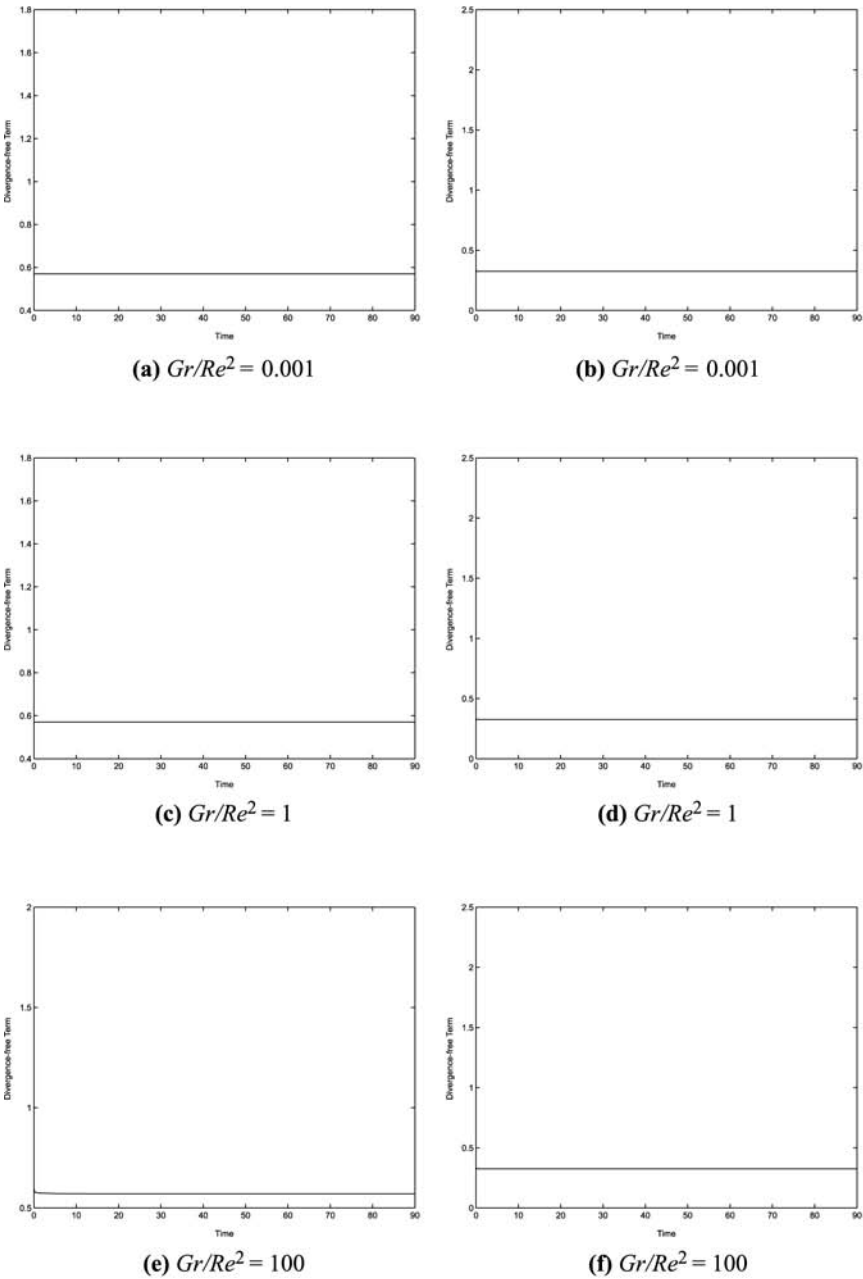 1.8
1.6
1.4
1.2
1
0.8
0.6
0.4
Divergence-free Term
0 10 20 30 40 50 60 70 80 90
Time
(a) Gr/Re² = 0.001
2.5
2
1.5
1
0.5
0
Divergence-free Term
0 10 20 30 40 50 60 70 80 90
Time
(b) Gr/Re² = 0.001
1.8
1.6
1.4
1.2
1
0.8
0.6
0.4
Divergence-free Term
0 10 20 30 40 50 60 70 80 90
Time
(c) Gr/Re² = 1
2.5
2
1.5
1
0.5
0
Divergence-free Term
0 10 20 30 40 50 60 70 80 90
Time
(d) Gr/Re² = 1
2
1.5
1
0.5
Divergence-free Term
0 10 20 30 40 50 60 70 80 90
Time
(e) Gr/Re² = 100
2.5
2
1.5
1
0.5
0
Divergence-free Term
0 10 20 30 40 50 60 70 80 90
Time
(f) Gr/Re² = 100